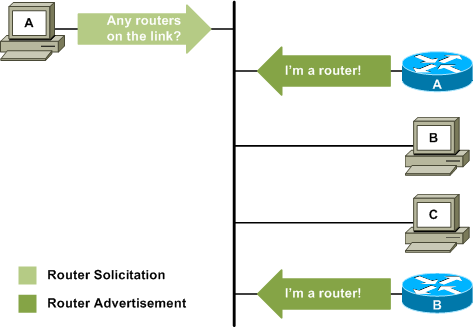 A
Any routers
on the link?
I'm a router!
A
B
C
I'm a router!
B
Router Solicitation
Router Advertisement